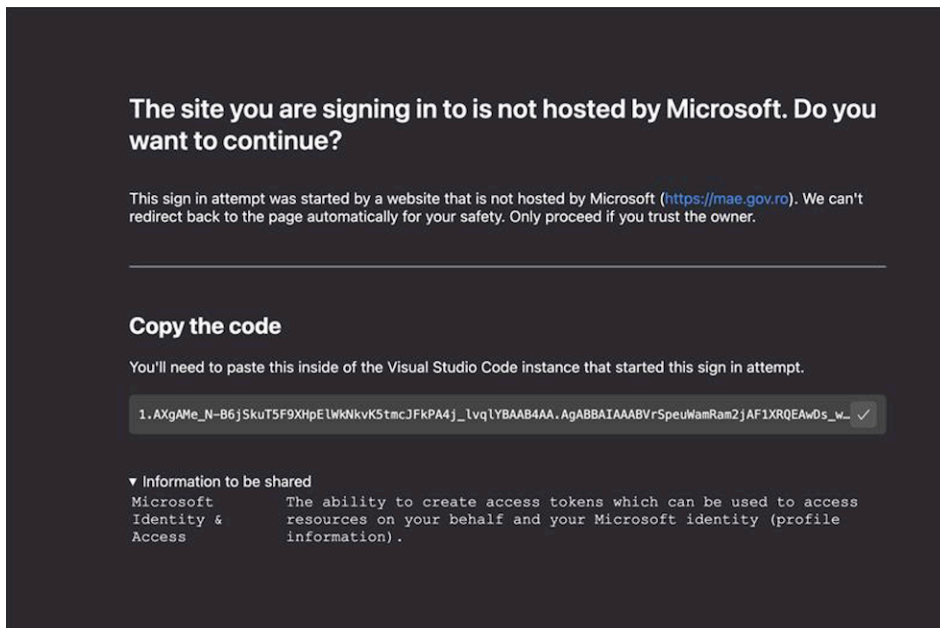 The site you are signing in to is not hosted by Microsoft. Do you
want to continue?
This sign in attempt was started by a website that is not hosted by Microsoft (https://mae.gov.ro). We can't
redirect back to the page automatically for your safety. Only proceed if you trust the owner.
Copy the code
You'll need to paste this inside of the Visual Studio Code instance that started this sign in attempt.
1.AXgAMe_N-B6jSkuT5F9XHpElWkNkvK5tmcJFkPA4j_lvqlYBAAB4AA.AgABBAIAAABVrSpeuWamRam2jAF1XRQEAwDs_w…
▾ Information to be shared
Microsoft The ability to create access tokens which can be used to access
Identity & resources on your behalf and your Microsoft identity (profile
Access information).